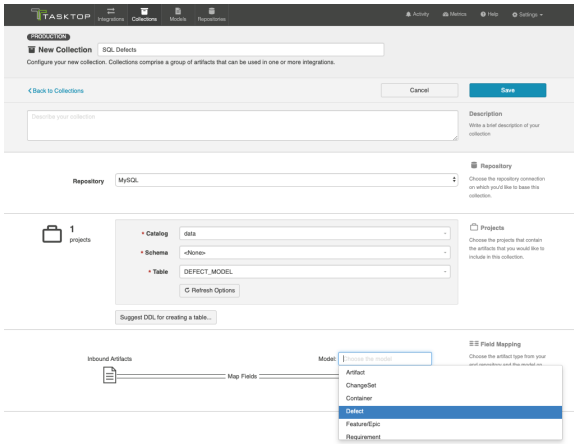 TASKTOP
Integrations
Collections
Models
Repositories
Activity
Metrics
Help
Settings
PRODUCTION
New Collection
SQL Defects
Configure your new collection. Collections comprise a group of artifacts that can be used in one or more integrations.
Back to Collections
Cancel
Save
Describe your collection
Description
Write a brief description of your
collection
Repository
MySQL
Repository
Choose the repository connection
on which you'd like to base this
collection.
1
projects
* Catalog
data
* Schema
<None>
* Table
DEFECT_MODEL
Refresh Options
Suggest DDL for creating a table...
Projects
Choose the projects that contain
the artifacts that you would like to
include in this collection.
Inbound
Artifacts
Map Fields
Model:
Choose the model
Artifact
ChangeSet
Container
Defect
Feature/Epic
Requirement
Field Mapping
Choose the artifact type from your